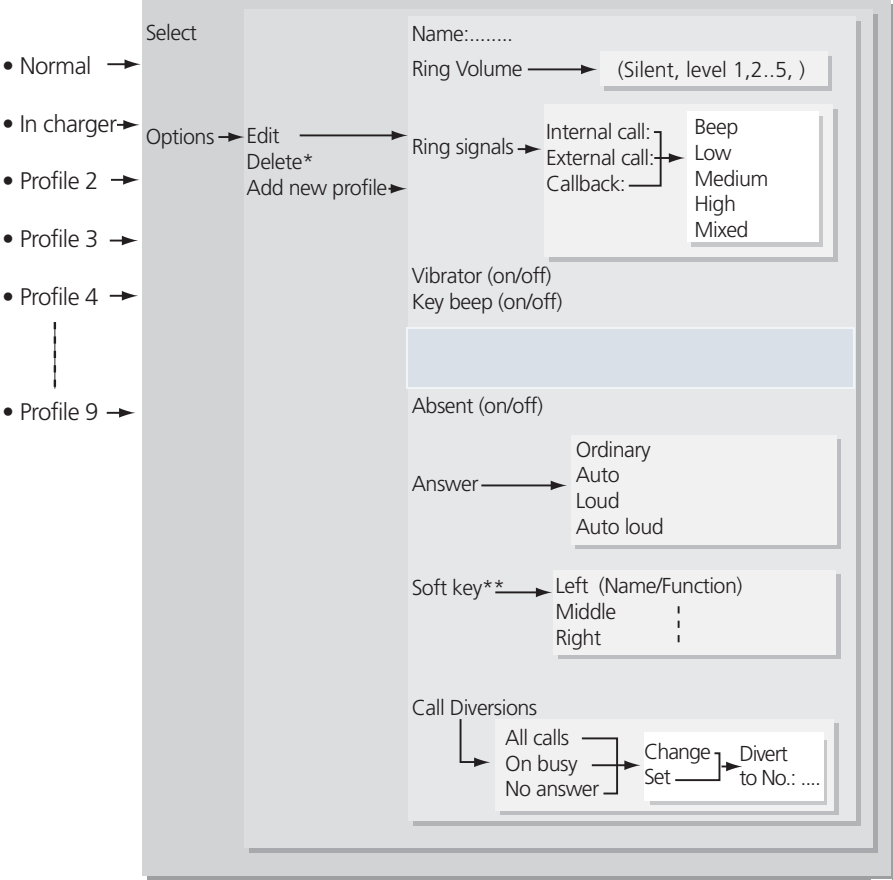 Select
• Normal
• In charger
• Profile 2
• Profile 3
• Profile 4
• Profile 9
Options
Edit
Delete*
Add new profile
Name:........
Ring Volume
(Silent, level 1,2..5, )
Ring signals
Internal call:
External call:
Callback:
Beep
Low
Medium
High
Mixed
Vibrator (on/off)
Key beep (on/off)
Absent (on/off)
Answer
Ordinary
Auto
Loud
Auto loud
Soft key**
Left (Name/Function)
Middle
Right
Call Diversions
All calls
On busy
No answer
Change
Set
Divert
to No.: ....